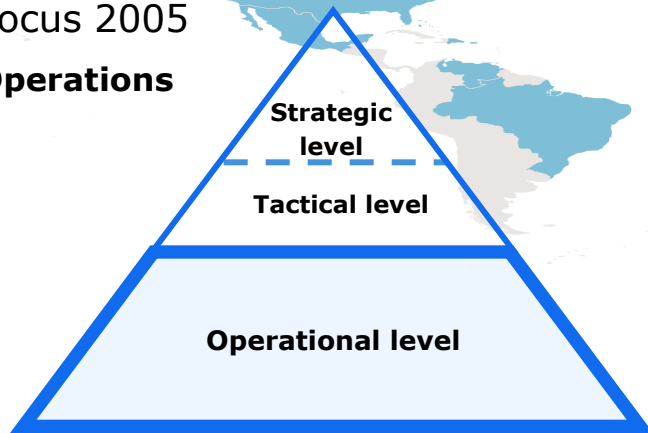 ocus 2005
perations
Strategic
level
Tactical level
Operational level